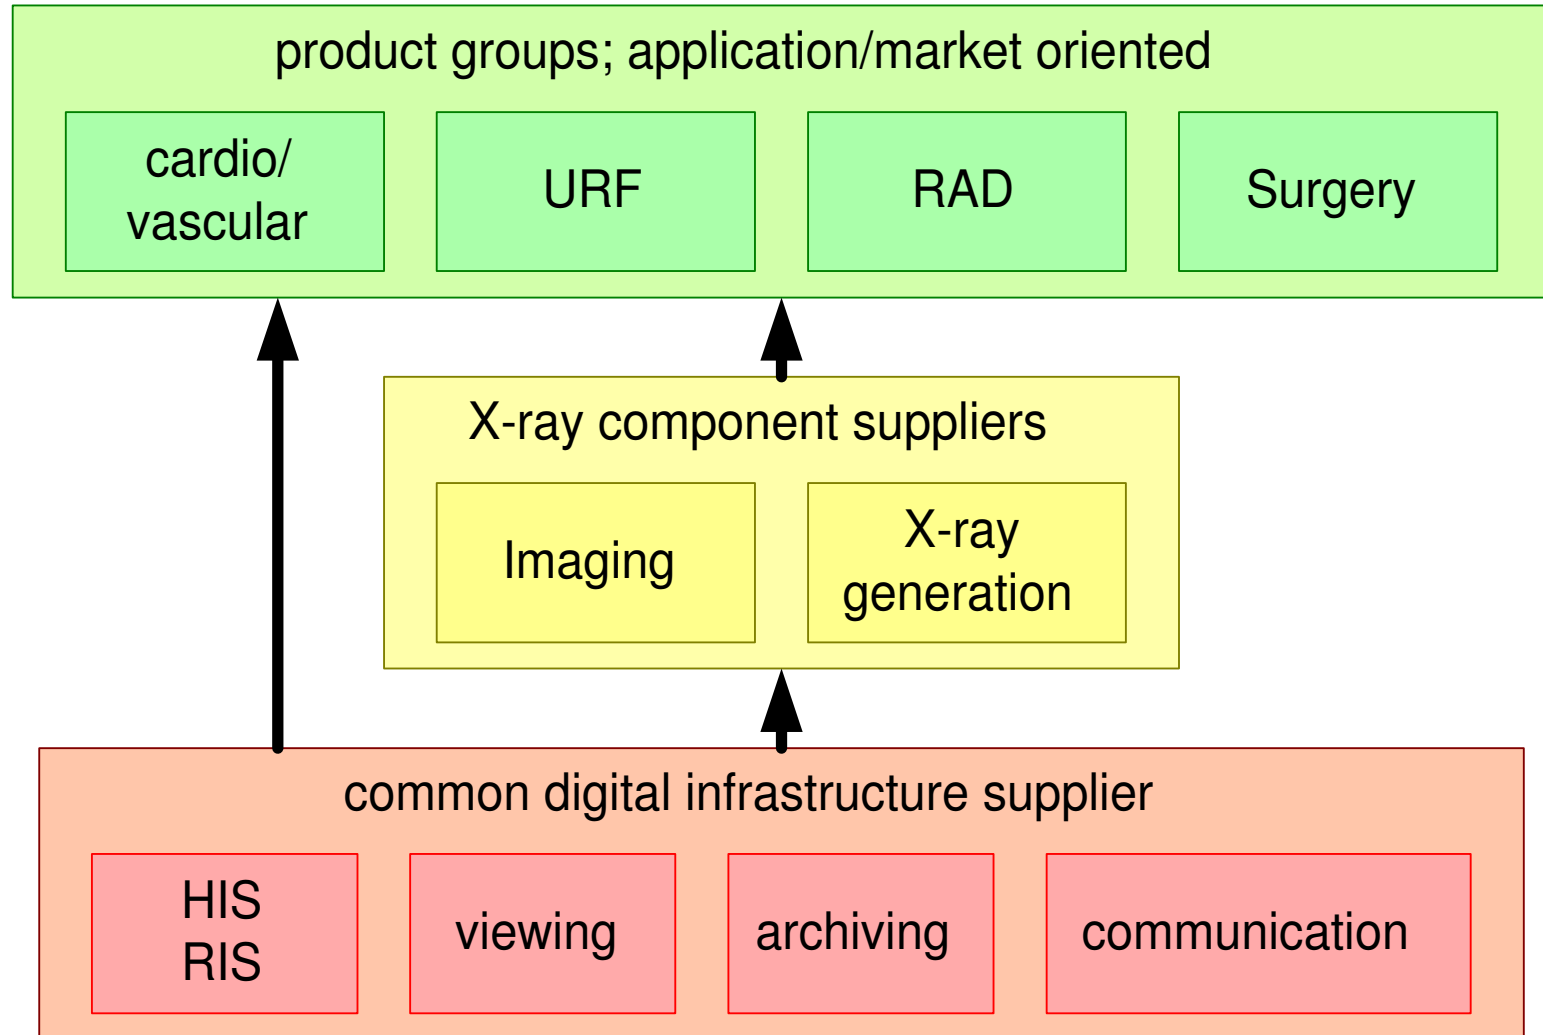 product groups; application/market oriented
cardio/
vascular
URF
RAD
Surgery
X-ray component suppliers
Imaging
X-ray
generation
common digital infrastructure supplier
HIS
RIS
viewing
archiving
communication